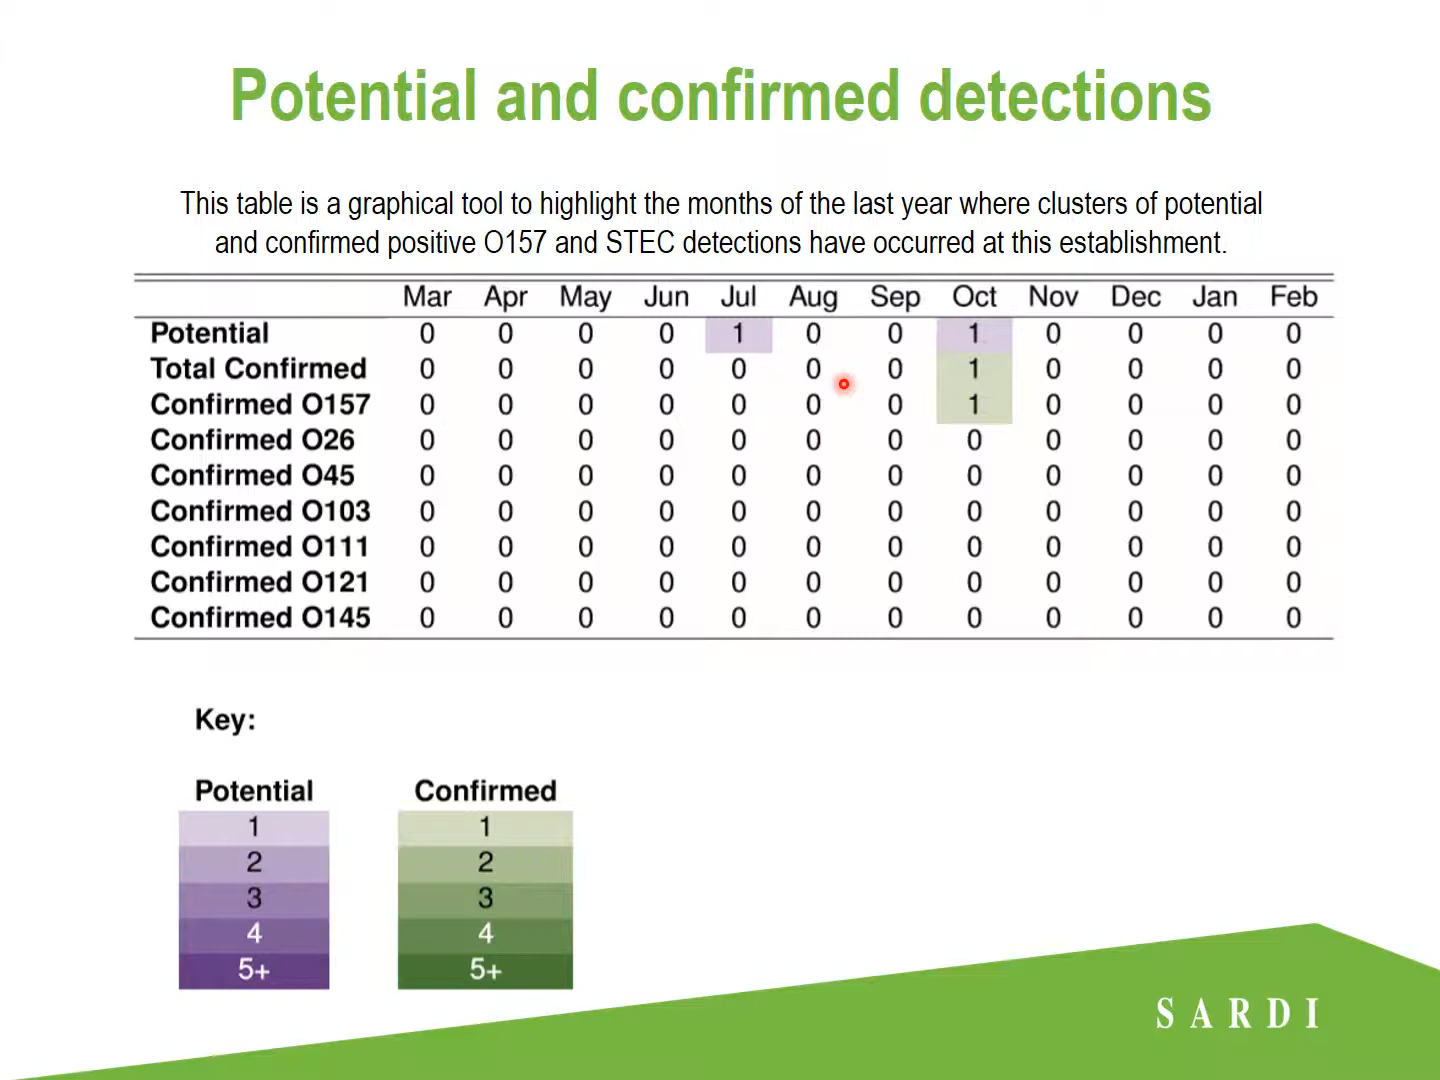 Potential and confirmed detections
This table is a graphical tool to highlight the months of the last year where clusters of potential
and confirmed positive O157 and STEC detections have occurred at this establishment.
Mar Apr May Jun Jul Aug Sep Oct Nov Dec Jan Feb
Potential 0 0 0 0 1 0 0 1 0 0 0 0
Total Confirmed 0 0 0 0 0 0 0 1 0 0 0 0
Confirmed O157 0 0 0 0 0 0 0 1 0 0 0 0
Confirmed O26 0 0 0 0 0 0 0 0 0 0 0 0
Confirmed O45 0 0 0 0 0 0 0 0 0 0 0 0
Confirmed O103 0 0 0 0 0 0 0 0 0 0 0 0
Confirmed O111 0 0 0 0 0 0 0 0 0 0 0 0
Confirmed O121 0 0 0 0 0 0 0 0 0 0 0 0
Confirmed O145 0 0 0 0 0 0 0 0 0 0 0 0
Key:
Potential Confirmed
1 1
2 2
3 3
4 4
5+ 5+
SARDI